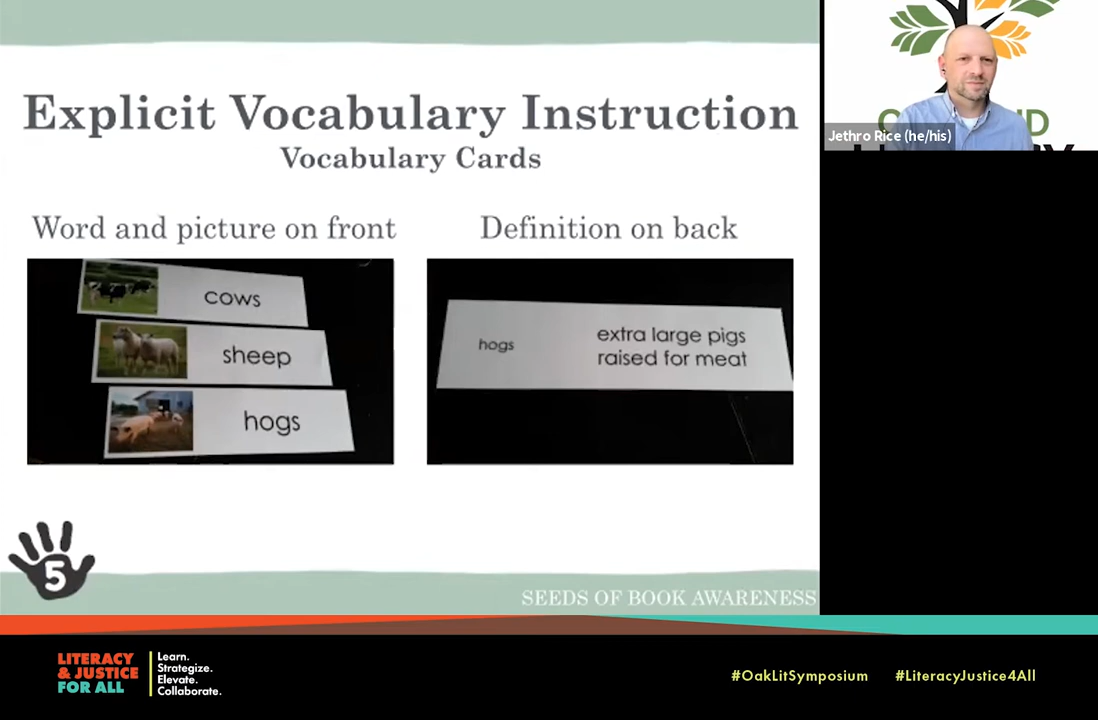 Explicit Vocabulary Instruction
Vocabulary Cards
Word and picture on front
Definition on back
cows
sheep
hogs
hogs
extra large pigs
raised for meat
5
SEEDS OF BOOK AWARENESS
Jethro Rice (he/his)
LITERACY
& JUSTICE
FOR ALL
Learn.
Strategize.
Elevate.
Collaborate.
#OakLitSymposium
#LiteracyJustice4All